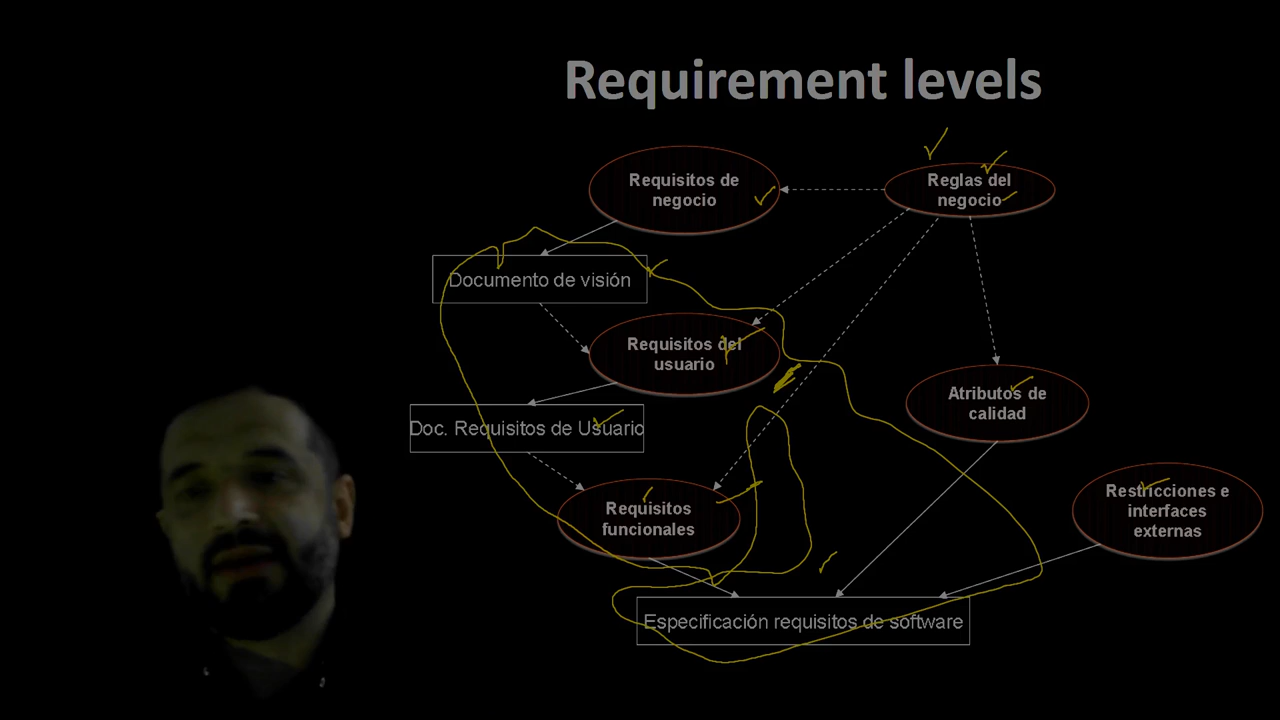 Requirement levels
Requisitos de
negocio
Reglas del
negocio
Documento de visión
Requisitos del
usuario
Atributos de
calidad
Doc. Requisitos de Usuario
Requisitos
funcionales
Restricciones e
interfaces
externas
Especificación requisitos de software